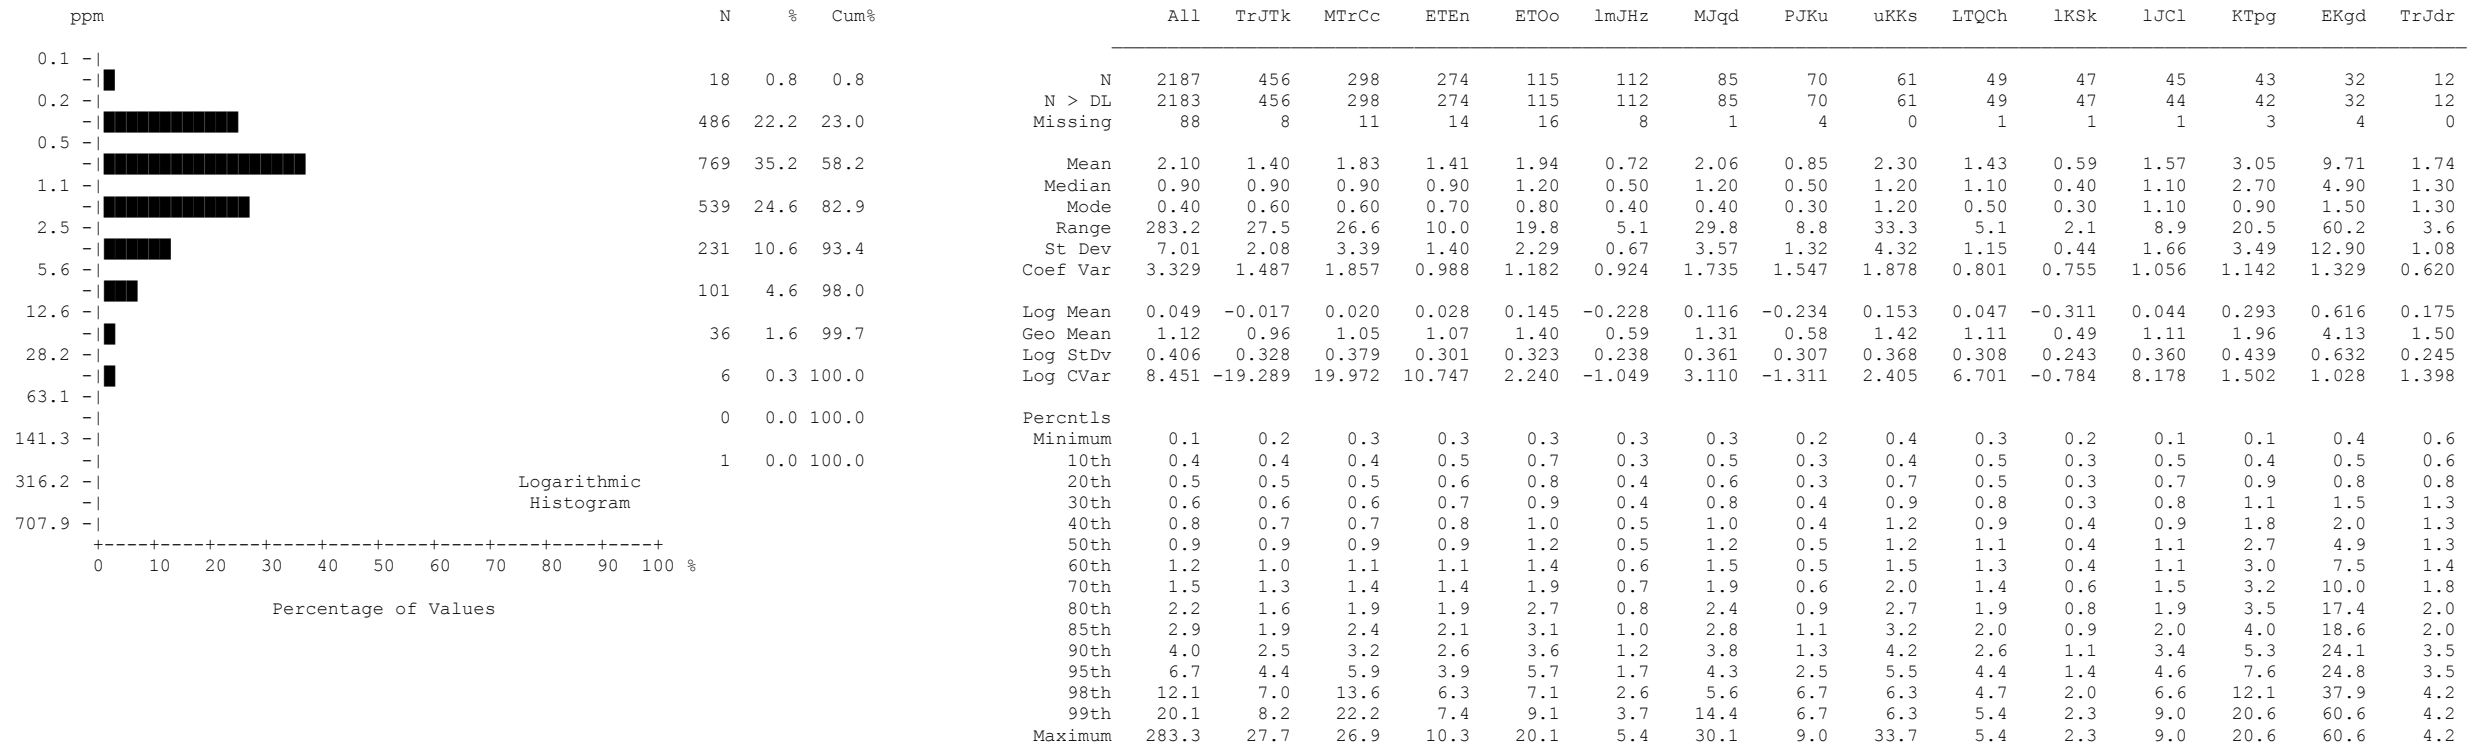 ppm N % Cum% All TrJTk MTrCc ETEn ETOo lmJHz MJqd PJKu uKKs LTQCh lKSk lJCl KTpg EKgd TrJdr
0.1 -|
-| 18 0.8 0.8 N 2187 456 298 274 115 112 85 70 61 49 47 45 43 32 12
0.2 -| N > DL 2183 456 298 274 115 112 85 70 61 49 47 44 42 32 12
-| 486 22.2 23.0 Missing 88 8 11 14 16 8 1 4 0 1 1 1 3 4 0
0.5 -|
-| 769 35.2 58.2 Mean 2.10 1.40 1.83 1.41 1.94 0.72 2.06 0.85 2.30 1.43 0.59 1.57 3.05 9.71 1.74
1.1 -| Median 0.90 0.90 0.90 0.90 1.20 0.50 1.20 0.50 1.20 1.10 0.40 1.10 2.70 4.90 1.30
-| 539 24.6 82.9 Mode 0.40 0.60 0.60 0.70 0.80 0.40 0.40 0.30 1.20 0.50 0.30 1.10 0.90 1.50 1.30
2.5 -| Range 283.2 27.5 26.6 10.0 19.8 5.1 29.8 8.8 33.3 5.1 2.1 8.9 20.5 60.2 3.6
-| 231 10.6 93.4 St Dev 7.01 2.08 3.39 1.40 2.29 0.67 3.57 1.32 4.32 1.15 0.44 1.66 3.49 12.90 1.08
5.6 -| Coef Var 3.329 1.487 1.857 0.988 1.182 0.924 1.735 1.547 1.878 0.801 0.755 1.056 1.142 1.329 0.620
-| 101 4.6 98.0
12.6 -| Log Mean 0.049 -0.017 0.020 0.028 0.145 -0.228 0.116 -0.234 0.153 0.047 -0.311 0.044 0.293 0.616 0.175
-| 36 1.6 99.7 Geo Mean 1.12 0.96 1.05 1.07 1.40 0.59 1.31 0.58 1.42 1.11 0.49 1.11 1.96 4.13 1.50
28.2 -| Log StDv 0.406 0.328 0.379 0.301 0.323 0.238 0.361 0.307 0.368 0.308 0.243 0.360 0.439 0.632 0.245
-| 6 0.3 100.0 Log CVar 8.451 -19.289 19.972 10.747 2.240 -1.049 3.110 -1.311 2.405 6.701 -0.784 8.178 1.502 1.028 1.398
63.1 -|
-| 0 0.0 100.0 Percntls
141.3 -| Minimum 0.1 0.2 0.3 0.3 0.3 0.3 0.3 0.2 0.4 0.3 0.2 0.1 0.1 0.4 0.6
-| 1 0.0 100.0 10th 0.4 0.4 0.4 0.5 0.7 0.3 0.5 0.3 0.4 0.5 0.3 0.5 0.4 0.5 0.6
316.2 -| Logarithmic 20th 0.5 0.5 0.5 0.6 0.8 0.4 0.6 0.3 0.7 0.5 0.3 0.7 0.9 0.8 0.8
-| Histogram 30th 0.6 0.6 0.6 0.7 0.9 0.4 0.8 0.4 0.9 0.8 0.3 0.8 1.1 1.5 1.3
707.9 -| 40th 0.8 0.7 0.7 0.8 1.0 0.5 1.0 0.4 1.2 0.9 0.4 0.9 1.8 2.0 1.3
+----+----+----+----+----+----+----+----+----+----+ 50th 0.9 0.9 0.9 0.9 1.2 0.5 1.2 0.5 1.2 1.1 0.4 1.1 2.7 4.9 1.3
0 10 20 30 40 50 60 70 80 90 100 % 60th 1.2 1.0 1.1 1.1 1.4 0.6 1.5 0.5 1.5 1.3 0.4 1.1 3.0 7.5 1.4
70th 1.5 1.3 1.4 1.4 1.9 0.7 1.9 0.6 2.0 1.4 0.6 1.5 3.2 10.0 1.8
Percentage of Values 80th 2.2 1.6 1.9 1.9 2.7 0.8 2.4 0.9 2.7 1.9 0.8 1.9 3.5 17.4 2.0
85th 2.9 1.9 2.4 2.1 3.1 1.0 2.8 1.1 3.2 2.0 0.9 2.0 4.0 18.6 2.0
90th 4.0 2.5 3.2 2.6 3.6 1.2 3.8 1.3 4.2 2.6 1.1 3.4 5.3 24.1 3.5
95th 6.7 4.4 5.9 3.9 5.7 1.7 4.3 2.5 5.5 4.4 1.4 4.6 7.6 24.8 3.5
98th 12.1 7.0 13.6 6.3 7.1 2.6 5.6 6.7 6.3 4.7 2.0 6.6 12.1 37.9 4.2
99th 20.1 8.2 22.2 7.4 9.1 3.7 14.4 6.7 6.3 5.4 2.3 9.0 20.6 60.6 4.2
Maximum 283.3 27.7 26.9 10.3 20.1 5.4 30.1 9.0 33.7 5.4 2.3 9.0 20.6 60.6 4.2